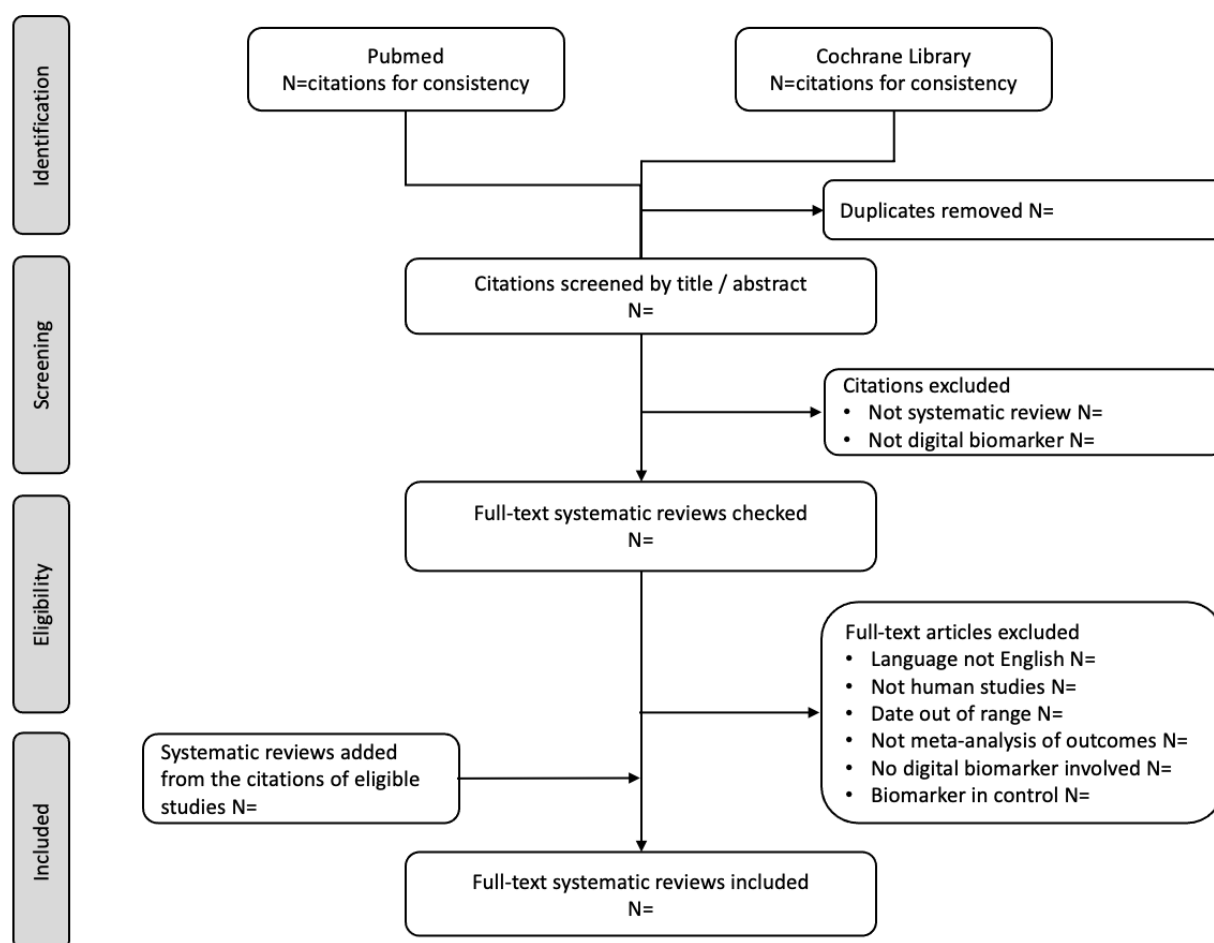 Identification
Pubmed
N=citations for consistency
Cochrane Library
N=citations for consistency
Duplicates removed N=
Screening
Citations screened by title / abstract
N=
Citations excluded
• Not systematic review N=
• Not digital biomarker N=
Eligibility
Full-text systematic reviews checked
N=
Full-text articles excluded
• Language not English N=
• Not human studies N=
• Date out of range N=
• Not meta-analysis of outcomes N=
• No digital biomarker involved N=
• Biomarker in control N=
Included
Systematic reviews added
from the citations of eligible
studies N=
Full-text systematic reviews included
N=